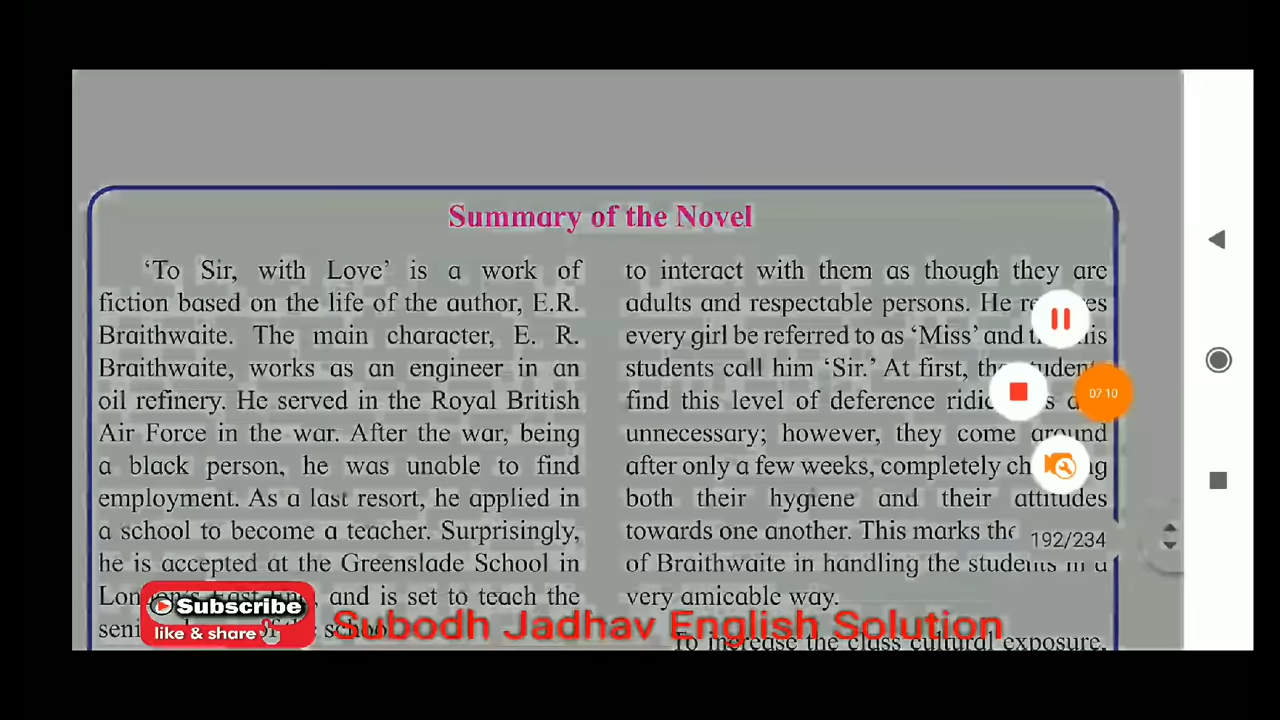 Summary of the Novel
'To Sir, with Love' is a work of
fiction based on the life of the author, E.R.
Braithwaite. The main character, E. R.
Braithwaite, works as an engineer in an
oil refinery. He served in the Royal British
Air Force in the war. After the war, being
a black person, he was unable to find
employment. As a last resort, he applied in
a school to become a teacher. Surprisingly,
he is accepted at the Greenslade School in
and is set to teach the
to interact with them as though they are
adults and respectable persons. He
every girl be referred to as 'Miss' and
students call him 'Sir.' At first,
find this level of deference
unnecessary; however, they come around
after only a few weeks, completely
both their hygiene and their attitudes
towards one another. This marks the
of Braithwaite in handling the students in a
very amicable way.
To increase the class cultural exposure,
07:10
192/234
Subscribe
like & share
Subodh Jadhav English Solution